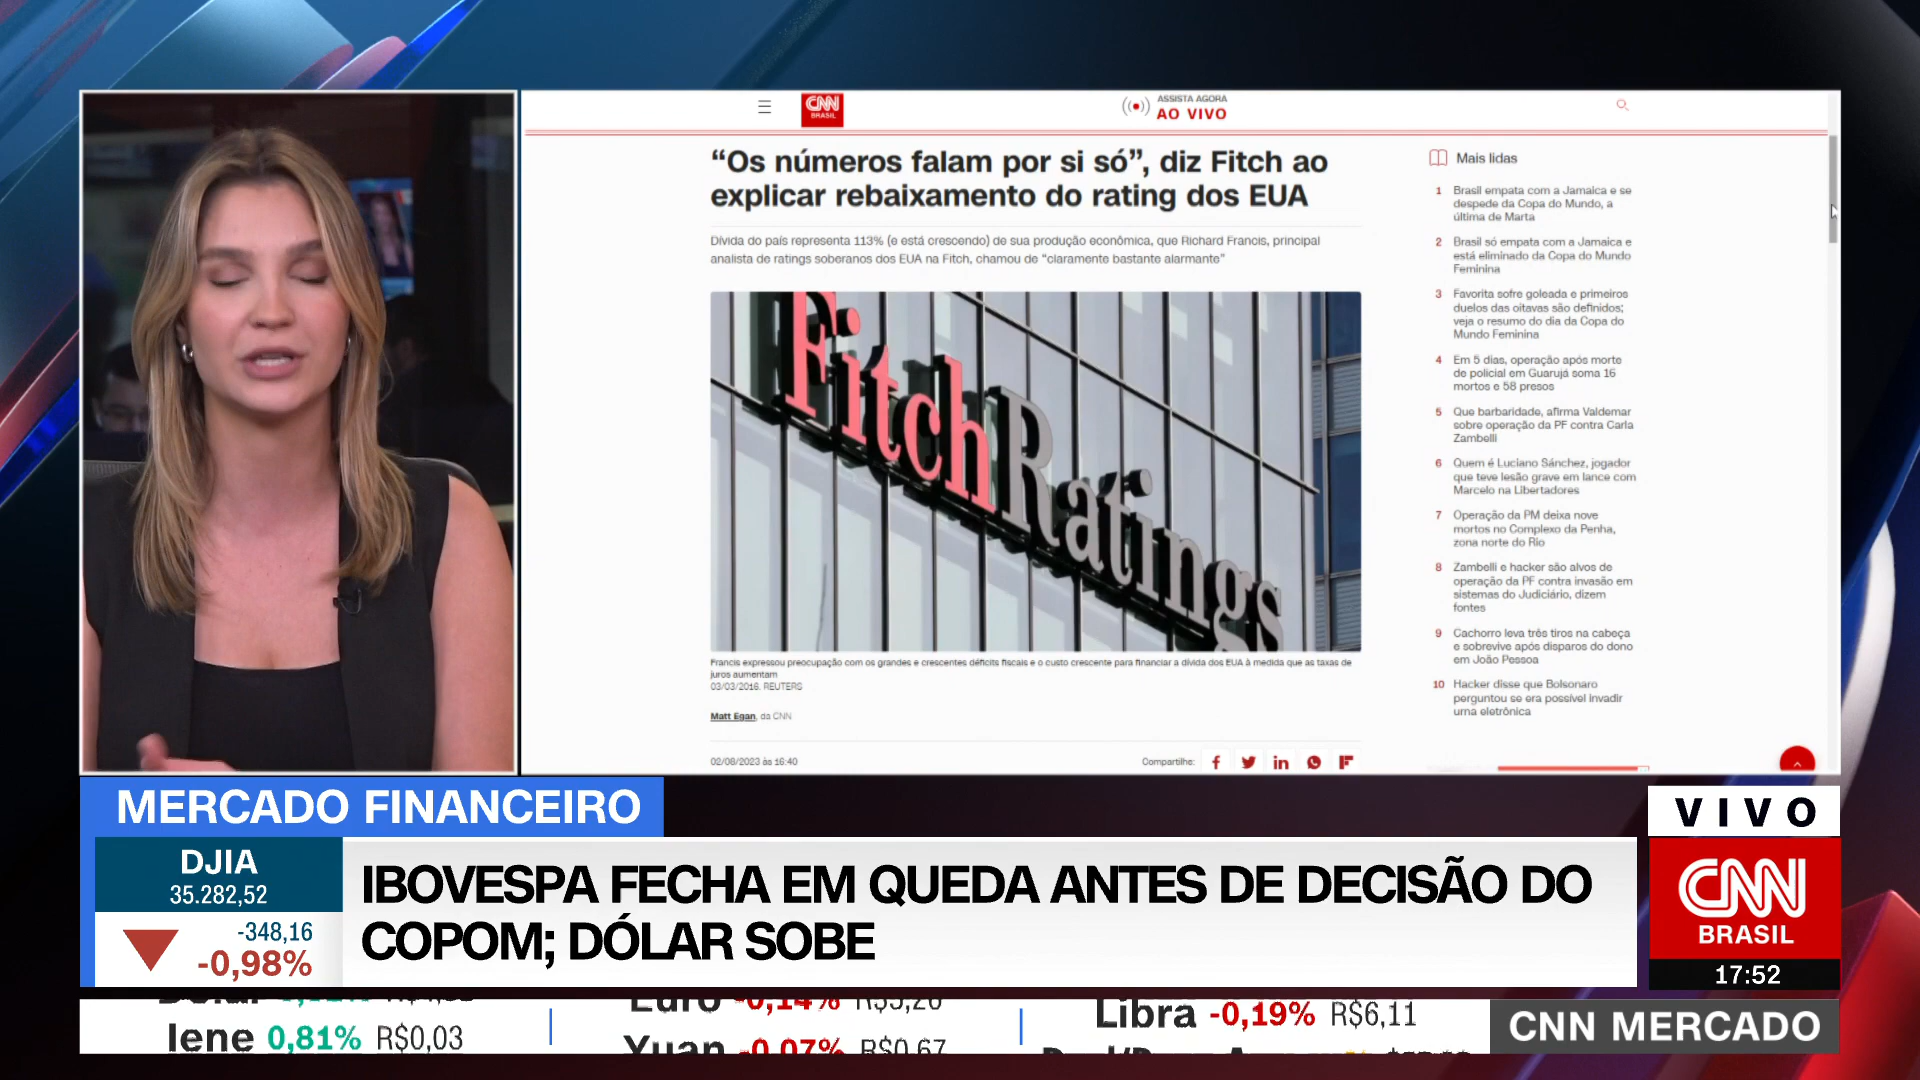 CNN
BRASIL
ASSISTA AGORA
AO VIVO
“Os números falam por si só”, diz Fitch ao
explicar rebaixamento do rating dos EUA
Dívida do país representa 113% (e está crescendo) de sua produção econômica, que Richard Francis, principal
analista de ratings soberanos dos EUA na Fitch, chamou de “claramente bastante alarmante”
FitchRatings
Francis expressou preocupação com os grandes e crescentes déficits fiscais e o custo crescente para financiar a dívida dos EUA à medida que as taxas de
juros aumentam
03/03/2016. REUTERS
Matt Egan, da CNN
02/08/2023 às 16:40
Compartilhe:
Mais lidas
1 Brasil empata com a Jamaica e se
despede da Copa do Mundo, a
última de Marta
2 Brasil só empata com a Jamaica e
está eliminado da Copa do Mundo
Feminina
3 Favorita sofre goleada e primeiros
duelos das oitavas são definidos;
veja o resumo do dia da Copa do
Mundo Feminina
4 Em 5 dias, operação após morte
de policial em Guarujá soma 16
mortos e 58 presos
5 Que barbaridade, afirma Valdemar
sobre operação da PF contra Carla
Zambelli
6 Quem é Luciano Sánchez, jogador
que teve lesão grave em lance com
Marcelo na Libertadores
7 Operação da PM deixa nove
mortos no Complexo da Penha,
zona norte do Rio
8 Zambelli e hacker são alvos de
operação da PF contra invasão em
sistemas do Judiciário, dizem
fontes
9 Cachorro leva três tiros na cabeça
e sobrevive após disparos do dono
em João Pessoa
10 Hacker disse que Bolsonaro
perguntou se era possível invadir
urna eletrônica
MERCADO FINANCEIRO
DJIA
35.282,52
-348,16
-0,98%
IBOVESPA FECHA EM QUEDA ANTES DE DECISÃO DO
COPOM; DÓLAR SOBE
VIVO
CNN
BRASIL
17:52
Iene 0,81% R$0,03
Euro -0,14% R$5,26
Yuan -0,07% R$0,67
Libra -0,19% R$6,11
CNN MERCADO